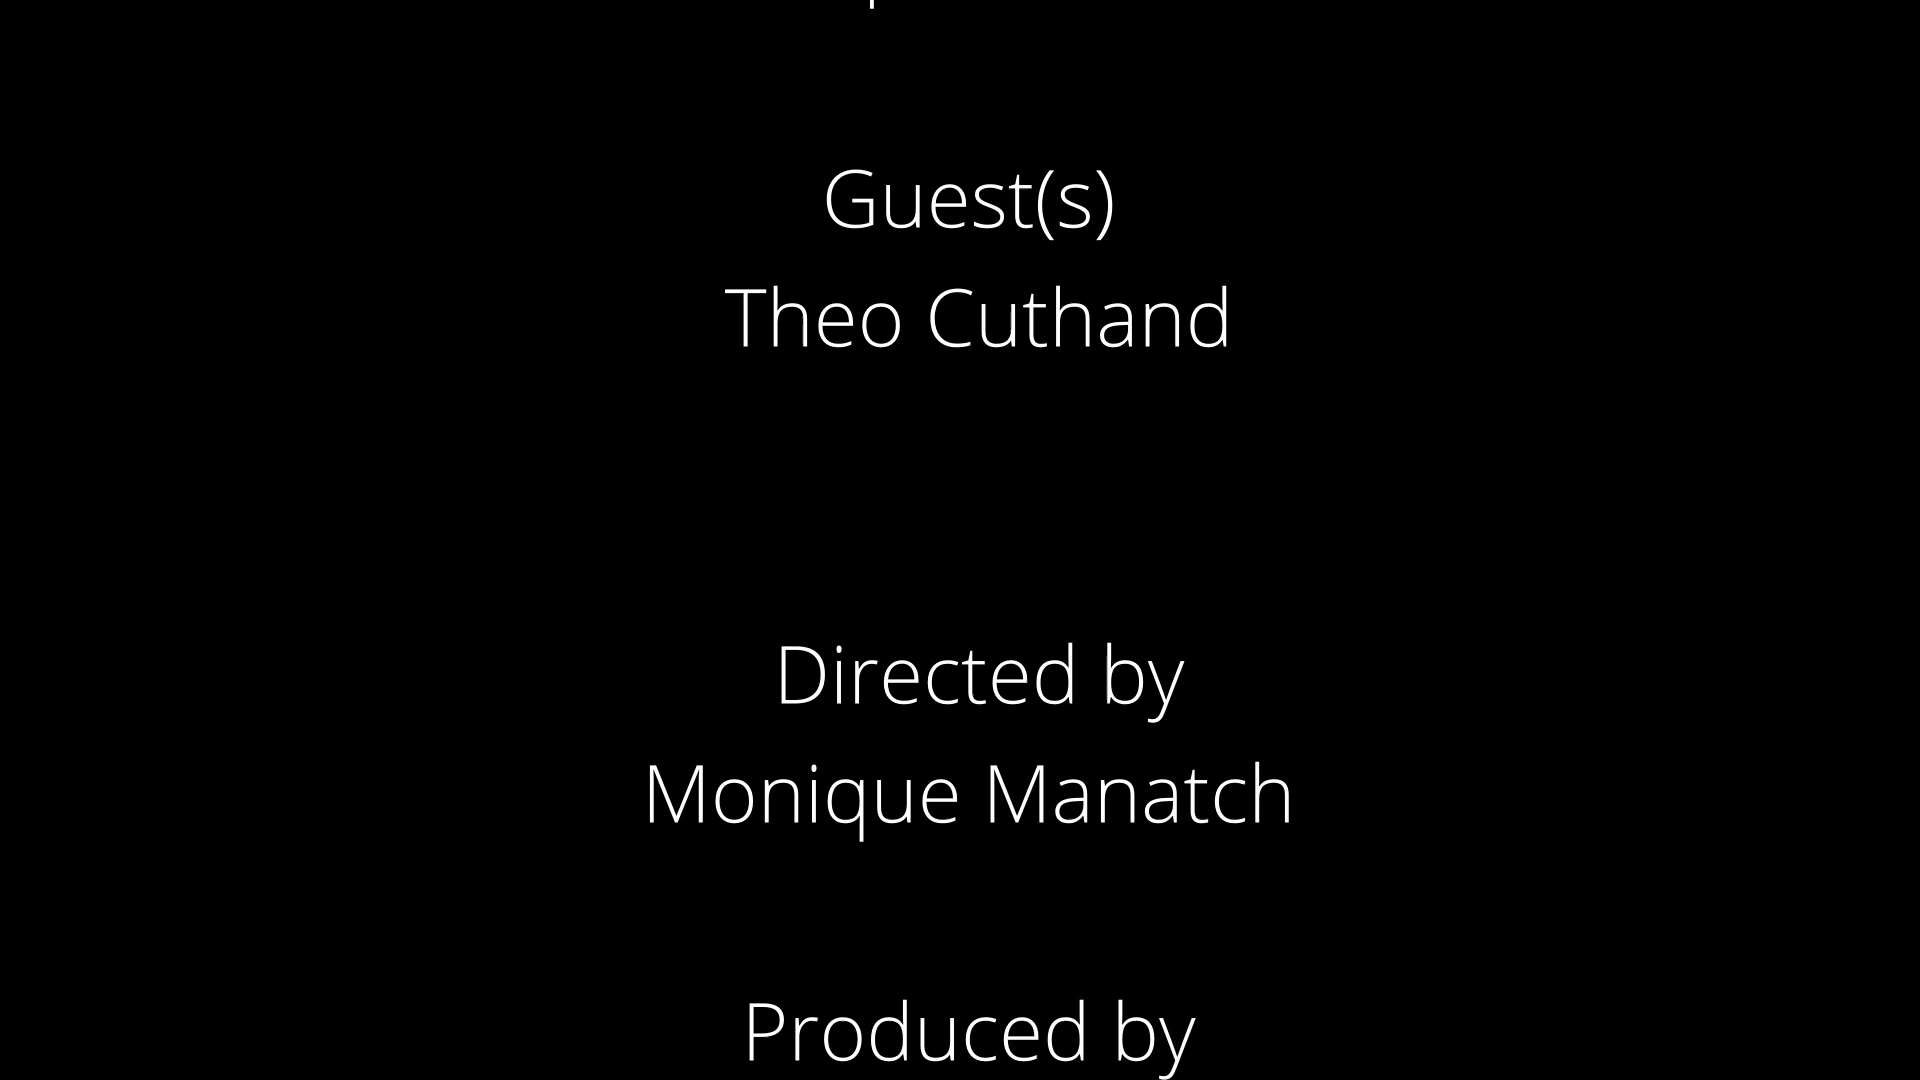 Guest(s)
Theo Cuthand
Directed by
Monique Manatch
Produced by